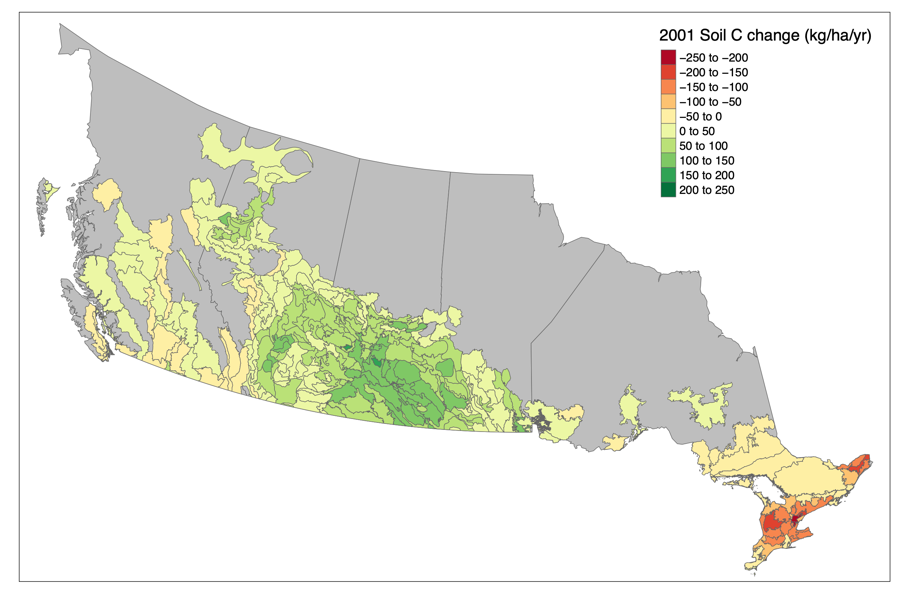 2001 Soil C change (kg/ha/yr)
−250 to −200
−200 to −150
−150 to −100
−100 to −50
−50 to 0
0 to 50
50 to 100
100 to 150
150 to 200
200 to 250